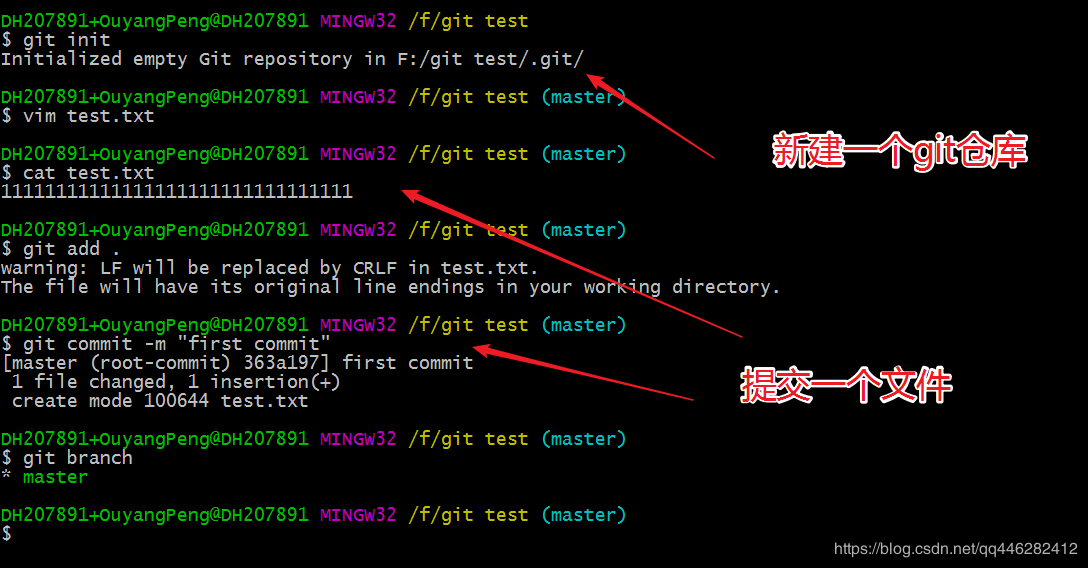 DH207891+OuyangPeng@DH207891 MINGW32 /f/git test
$ git init
Initialized empty Git repository in F:/git test/.git/
DH207891+OuyangPeng@DH207891 MINGW32 /f/git test (master)
$ vim test.txt
新建一个git仓库
DH207891+OuyangPeng@DH207891 MINGW32 /f/git test (master)
$ cat test.txt
11111111111111111111111111111111
DH207891+OuyangPeng@DH207891 MINGW32 /f/git test (master)
$ git add .
warning: LF will be replaced by CRLF in test.txt.
The file will have its original line endings in your working directory.
DH207891+OuyangPeng@DH207891 MINGW32 /f/git test (master)
$ git commit -m "first commit"
[master (root-commit) 363a197] first commit
1 file changed, 1 insertion(+)
提交一个文件
create mode 100644 test.txt
DH207891+OuyangPeng@DH207891 MINGW32 /f/git test (master)
$ git branch
* master
DH207891+OuyangPeng@DH207891 MINGW32 /f/git test (master)
$
https://blog.csdn.net/qq446282412